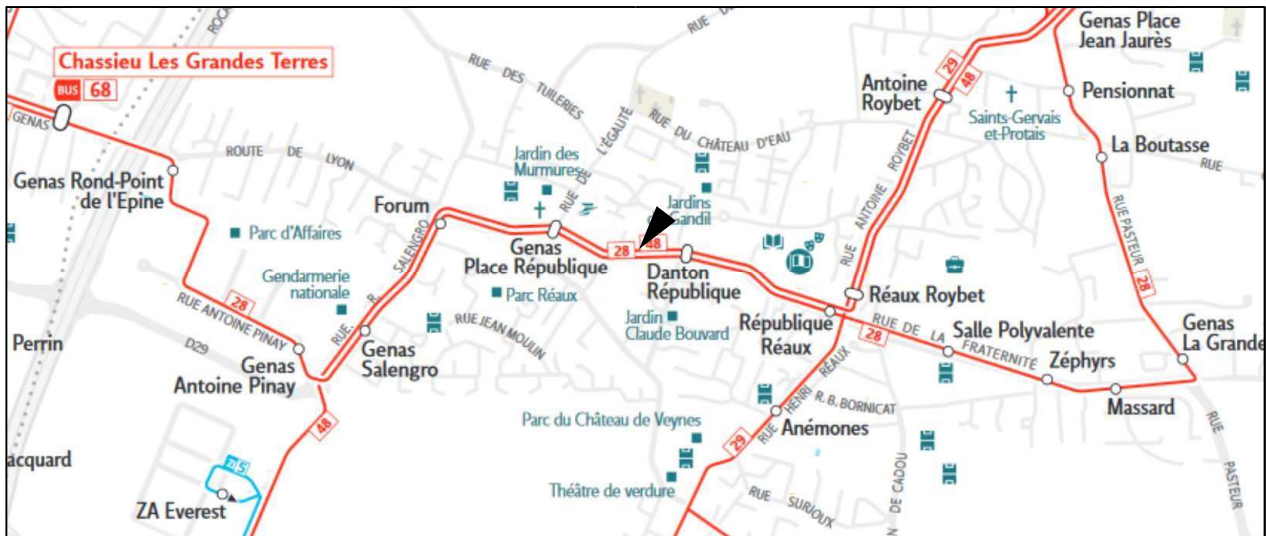 Chassieu Les Grandes Terres
BUS 68
GENAS
Genas Rond-Point
de l'Epine
ROUTE DE LYON
Parc d'Affaires
Gendarmerie
nationale
28
RUE ANTOINE PINAY
D29
Perrin
Genas
Antoine Pinay
48
acquard
ZI 5
ZA Everest
Forum
RUE R. SALENGRO
Genas
Salengro
RUE DES TUILERIES
RUE DE L'ÉGALITÉ
RUE DU CHÂTEAU D'EAU
RUE
Jardin des
Murmures
Genas
Place République
Parc Réaux
RUE JEAN MOULIN
28
48
Jardins
Gandil
Danton
République
Jardin
Claude Bouvard
République
Réaux
Réaux Roybet
RUE ANTOINE ROYBET
Antoine
Roybet
29
48
Genas Place
Jean Jaurès
Pensionnat
Saints-Gervais
et-Protais
La Boutasse
RUE
RUE PASTEUR
28
Genas
La Grande
28
RUE DE LA FRATERNITÉ
Salle Polyvalente
Zéphyrs
Massard
RUE PASTEUR
RUE HENRI RÉAUX
R. B. BORNICAT
Anémones
29
Parc du Château de Veynes
Théâtre de verdure
RUE SURJOUX
N DE CADOU